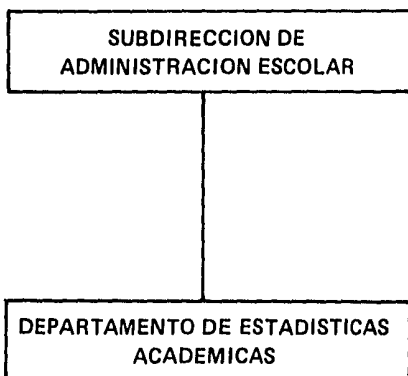 SUBDIRECCION DE
ADMINISTRACION ESCOLAR
DEPARTAMENTO DE ESTADISTICAS
ACADEMICAS